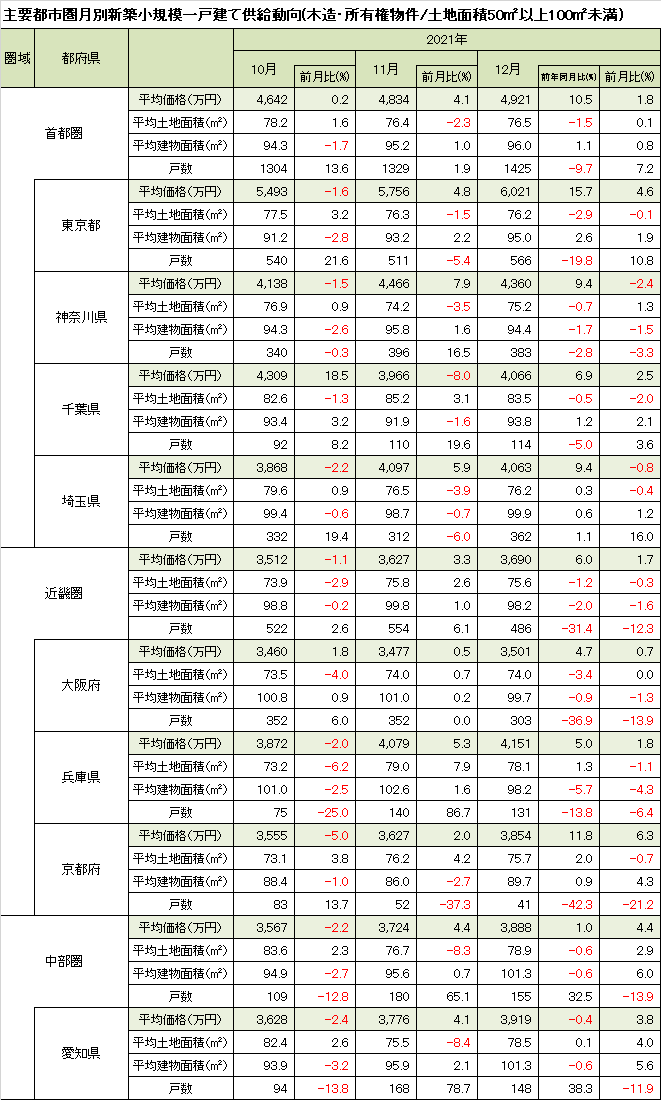 主要都市圏月別新築小規模一戸建て供給動向(木造・所有権物件/土地面積50㎡以上100㎡未満)
圏域 都府県 2021年
10月 前月比(%) 11月 前月比(%) 12月 前年同月比(%) 前月比(%)
首都圏
平均価格(万円) 4,642 0.2 4,834 4.1 4,921 10.5 1.8
平均土地面積(㎡) 78.2 1.6 76.4 -2.3 76.5 -1.5 0.1
平均建物面積(㎡) 94.3 -1.7 95.2 1.0 96.0 1.1 0.8
戸数 1304 13.6 1329 1.9 1425 -9.7 7.2
東京都
平均価格(万円) 5,493 -1.6 5,756 4.8 6,021 15.7 4.6
平均土地面積(㎡) 77.5 3.2 76.3 -1.5 76.2 -2.9 -0.1
平均建物面積(㎡) 91.2 -2.8 93.2 2.2 95.0 2.6 1.9
戸数 540 21.6 511 -5.4 566 -19.8 10.8
神奈川県
平均価格(万円) 4,138 -1.5 4,466 7.9 4,360 9.4 -2.4
平均土地面積(㎡) 76.9 0.9 74.2 -3.5 75.2 -0.7 1.3
平均建物面積(㎡) 94.3 -2.6 95.8 1.6 94.4 -1.7 -1.5
戸数 340 -0.3 396 16.5 383 -2.8 -3.3
千葉県
平均価格(万円) 4,309 18.5 3,966 -8.0 4,066 6.9 2.5
平均土地面積(㎡) 82.6 -1.3 85.2 3.1 83.5 -0.5 -2.0
平均建物面積(㎡) 93.4 3.2 91.9 -1.6 93.8 1.2 2.1
戸数 92 8.2 110 19.6 114 -5.0 3.6
埼玉県
平均価格(万円) 3,868 -2.2 4,097 5.9 4,063 9.4 -0.8
平均土地面積(㎡) 79.6 0.9 76.5 -3.9 76.2 0.3 -0.4
平均建物面積(㎡) 99.4 -0.6 98.7 -0.7 99.9 0.6 1.2
戸数 332 19.4 312 -6.0 362 1.1 16.0
近畿圏
平均価格(万円) 3,512 -1.1 3,627 3.3 3,690 6.0 1.7
平均土地面積(㎡) 73.9 -2.9 75.8 2.6 75.6 -1.2 -0.3
平均建物面積(㎡) 98.8 -0.2 99.8 1.0 98.2 -2.0 -1.6
戸数 522 2.6 554 6.1 486 -31.4 -12.3
大阪府
平均価格(万円) 3,460 1.8 3,477 0.5 3,501 4.7 0.7
平均土地面積(㎡) 73.5 -4.0 74.0 0.7 74.0 -3.4 0.0
平均建物面積(㎡) 100.8 0.9 101.0 0.2 99.7 -0.9 -1.3
戸数 352 6.0 352 0.0 303 -36.9 -13.9
兵庫県
平均価格(万円) 3,872 -2.0 4,079 5.3 4,151 5.0 1.8
平均土地面積(㎡) 73.2 -6.2 79.0 7.9 78.1 1.3 -1.1
平均建物面積(㎡) 101.0 -2.5 102.6 1.6 98.2 -5.7 -4.3
戸数 75 -25.0 140 86.7 131 -13.8 -6.4
京都府
平均価格(万円) 3,555 -5.0 3,627 2.0 3,854 11.8 6.3
平均土地面積(㎡) 73.1 3.8 76.2 4.2 75.7 2.0 -0.7
平均建物面積(㎡) 88.4 -1.0 86.0 -2.7 89.7 0.9 4.3
戸数 83 13.7 52 -37.3 41 -42.3 -21.2
中部圏
平均価格(万円) 3,567 -2.2 3,724 4.4 3,888 1.0 4.4
平均土地面積(㎡) 83.6 2.3 76.7 -8.3 78.9 -0.6 2.9
平均建物面積(㎡) 94.9 -2.7 95.6 0.7 101.3 -0.6 6.0
戸数 109 -12.8 180 65.1 155 32.5 -13.9
愛知県
平均価格(万円) 3,628 -2.4 3,776 4.1 3,919 -0.4 3.8
平均土地面積(㎡) 82.4 2.6 75.5 -8.4 78.5 0.1 4.0
平均建物面積(㎡) 93.9 -3.2 95.9 2.1 101.3 -0.6 5.6
戸数 94 -13.8 168 78.7 148 38.3 -11.9